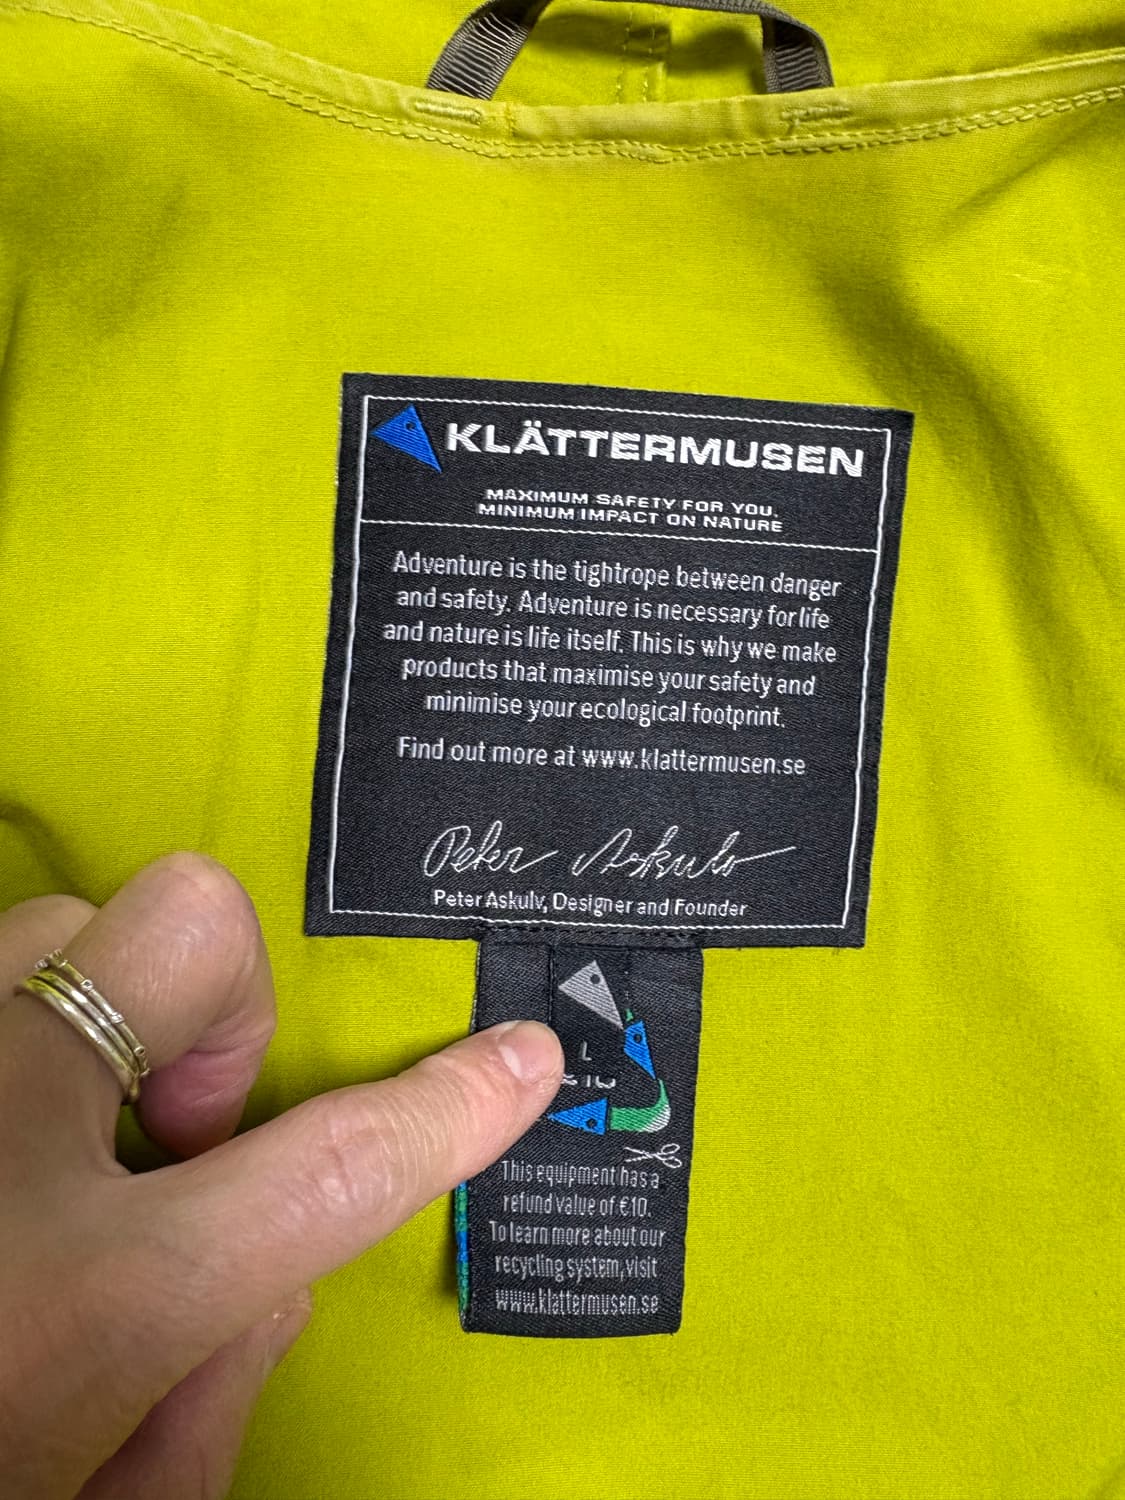 KLÄTTERMUSEN
MAXIMUM SAFETY FOR YOU.
MINIMUM IMPACT ON NATURE
Adventure is the tightrope between danger
and safety. Adventure is necessary for life
and nature is life itself. This is why we make
products that maximise your safety and
minimise your ecological footprint.
Find out more at www.klattermusen.se
Peter Askulv
Peter Askulv, Designer and Founder
L
This equipment has a
refund value of €10.
To learn more about our
recycling system, visit
www.klattermusen.se